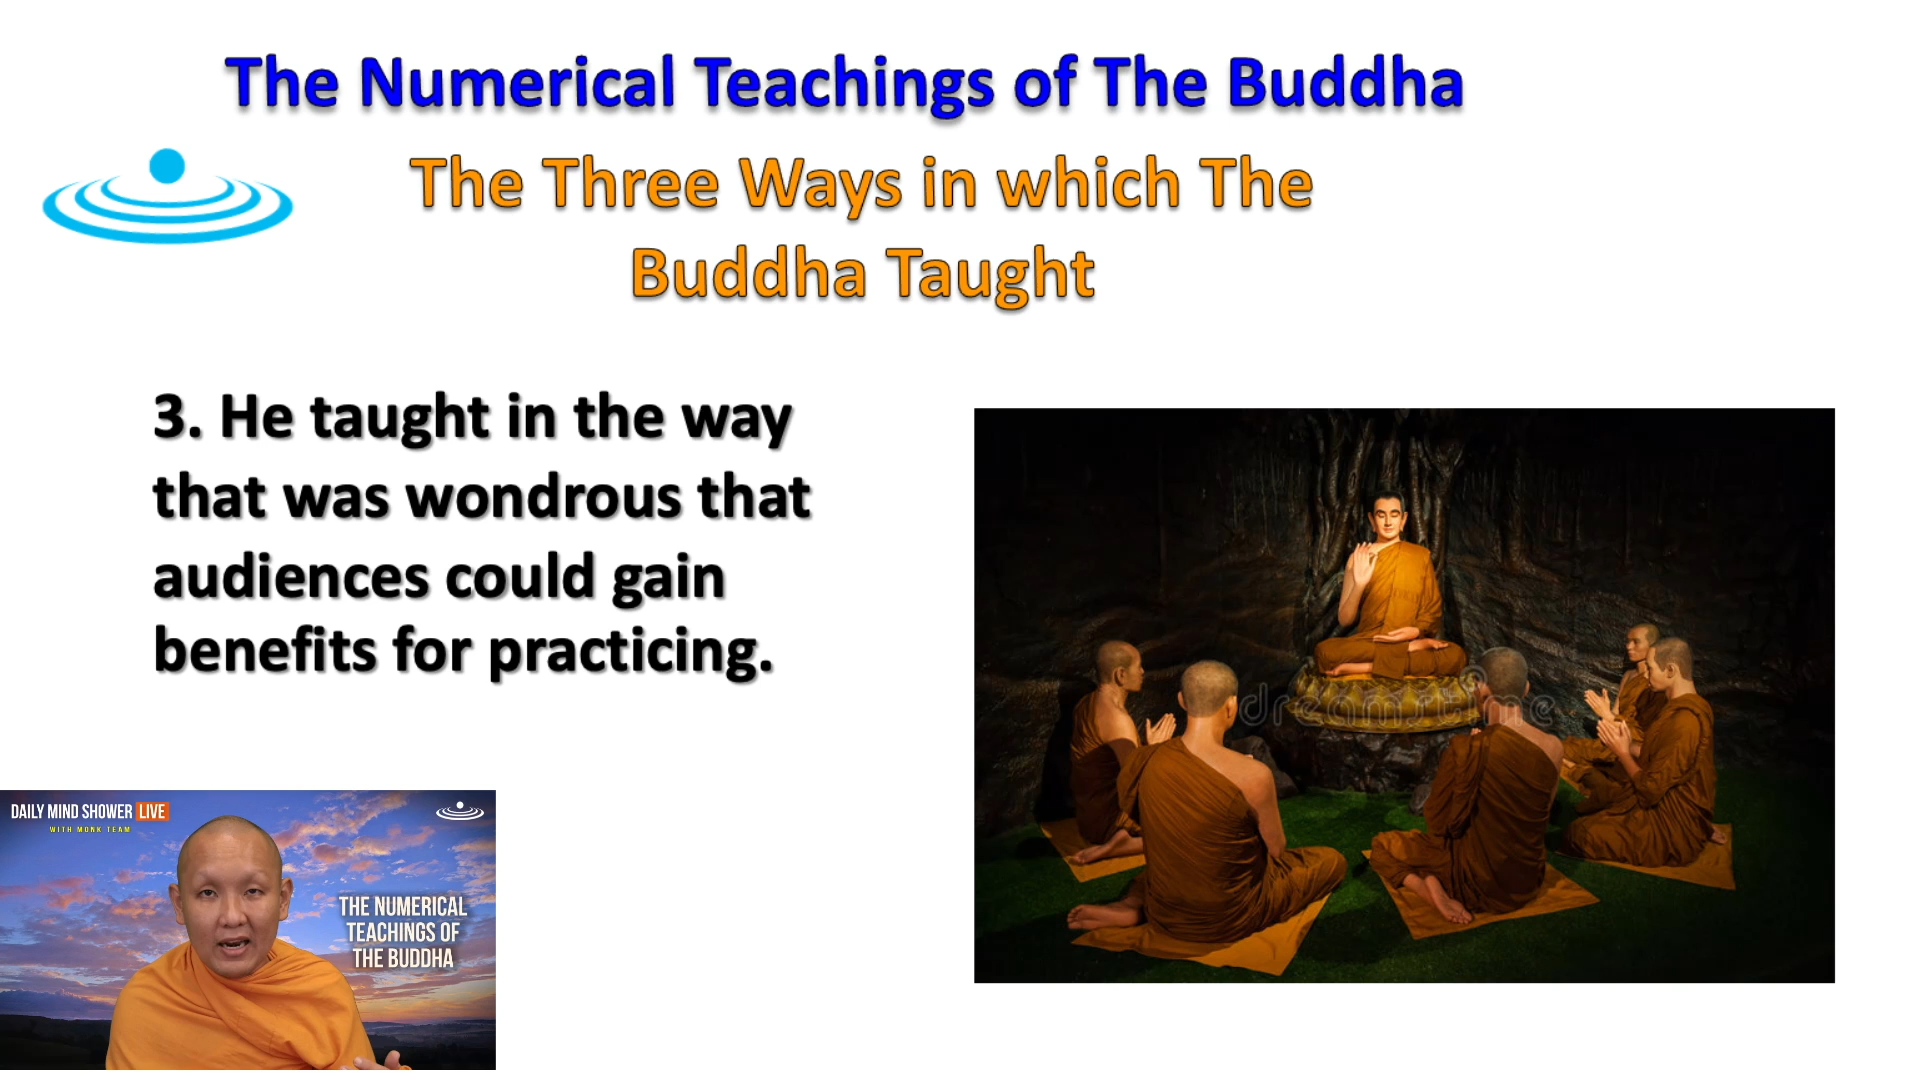 The Numerical Teachings of The Buddha
The Three Ways in which The
Buddha Taught
3. He taught in the way
that was wondrous that
audiences could gain
benefits for practicing.
dreamstime
DAILY MIND SHOWER LIVE
WITH MONK TEAM
THE NUMERICAL
TEACHINGS OF
THE BUDDHA